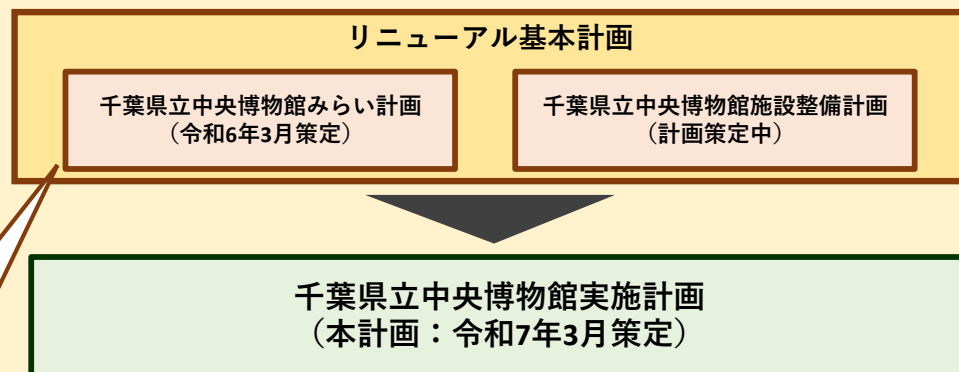 リニューアル基本計画
千葉県立中央博物館みらい計画
（令和6年3月策定）
千葉県立中央博物館施設整備計画
（計画策定中）
千葉県立中央博物館実施計画
（本計画：令和7年3月策定）